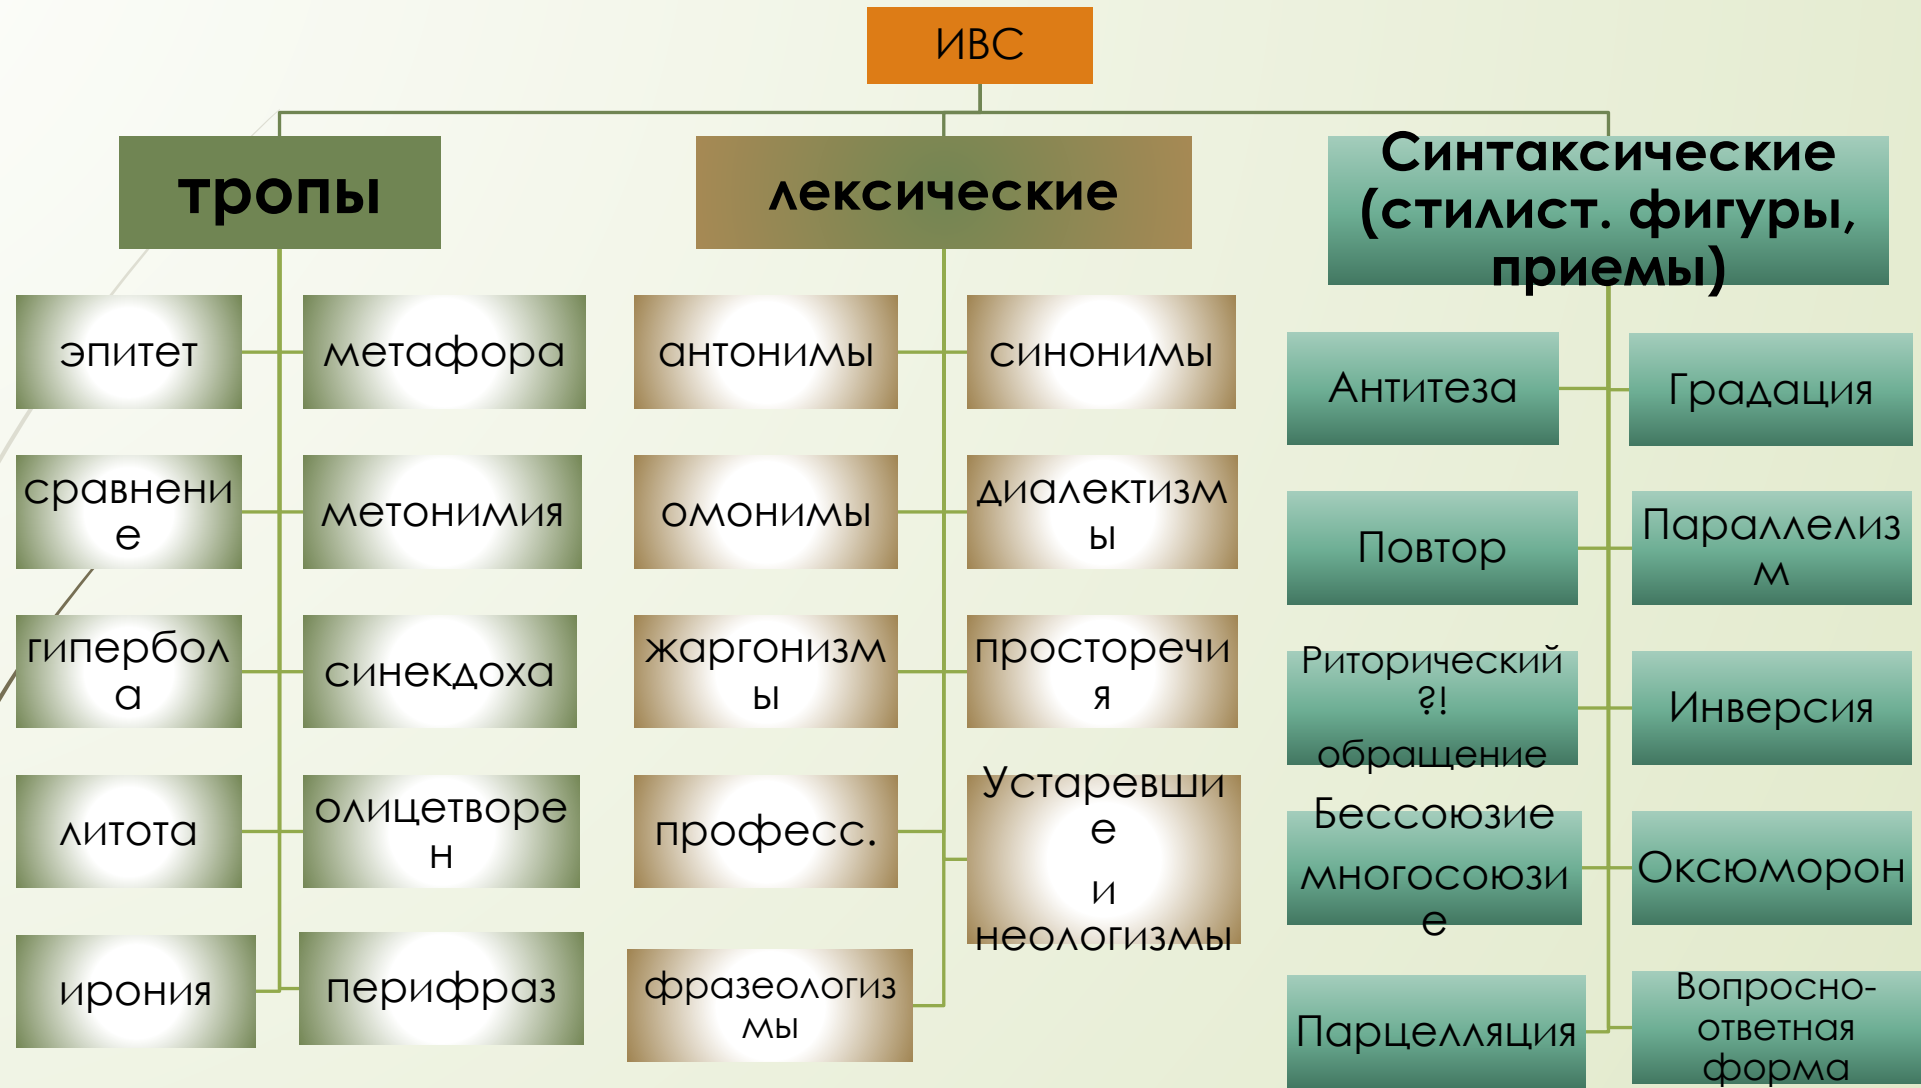 ИВС
тропы
эпитет
метафора
сравнени
е
метонимия
гипербол
а
синекдоха
литота
олицетворе
н
ирония
перифраз
лексические
антонимы
синонимы
омонимы
диалектизм
ы
жаргонизм
ы
просторечи
я
професс.
Устаревши
е
и
неологизмы
фразеологиз
мы
Синтаксические
(стилист. фигуры,
приемы)
Антитеза
Градация
Повтор
Параллелиз
м
Риторический
?!
обращение
Инверсия
Бессоюзие
многосоюзи
е
Оксюморон
Парцелляция
Вопросно-
ответная
форма